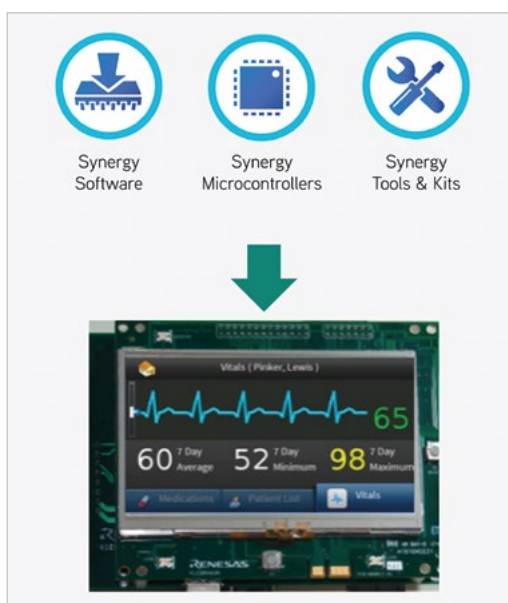 Synergy
Software
Synergy
Microcontrollers
Synergy
Tools & Kits
Vitals ( Pinker, Lewis )
65
60 7 Day
Average
52 7 Day
Minimum
98 7 Day
Maximum
Medications
Patient List
Vitals
RENESAS